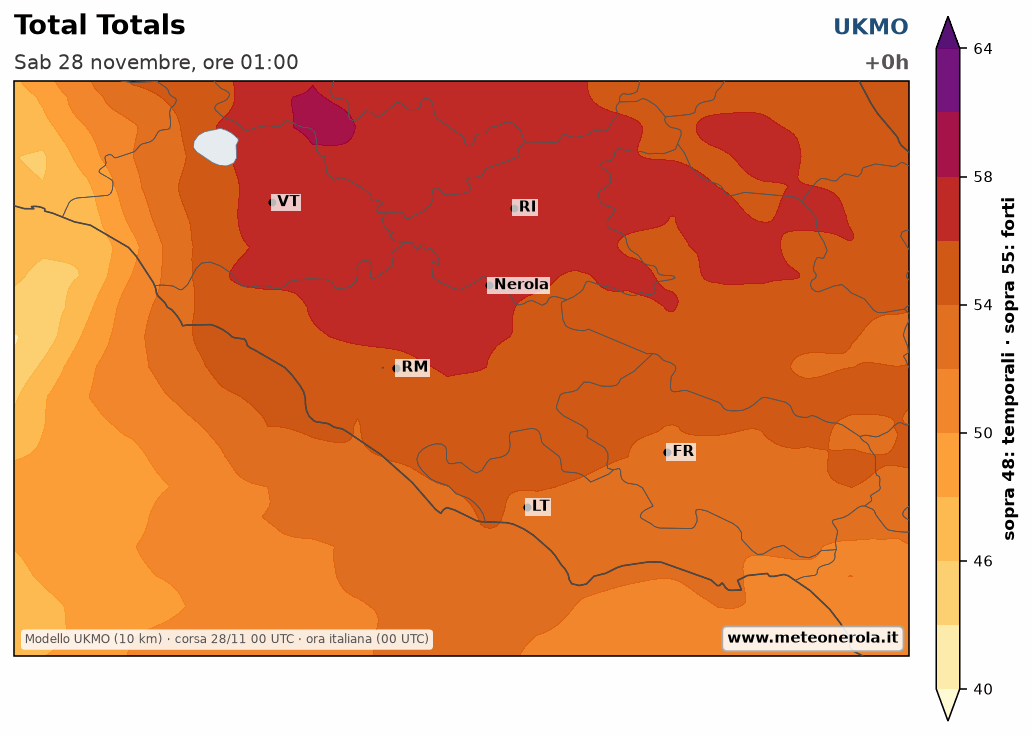 Total Totals
UKMO
Sab 28 novembre, ore 01:00
+0h
VT
RI
Nerola
RM
FR
LT
Modello UKMO (10 km) · corsa 28/11 00 UTC · ora italiana (00 UTC)
www.meteonerola.it
64
58
54
50
46
40
sopra 48: temporali · sopra 55: forti